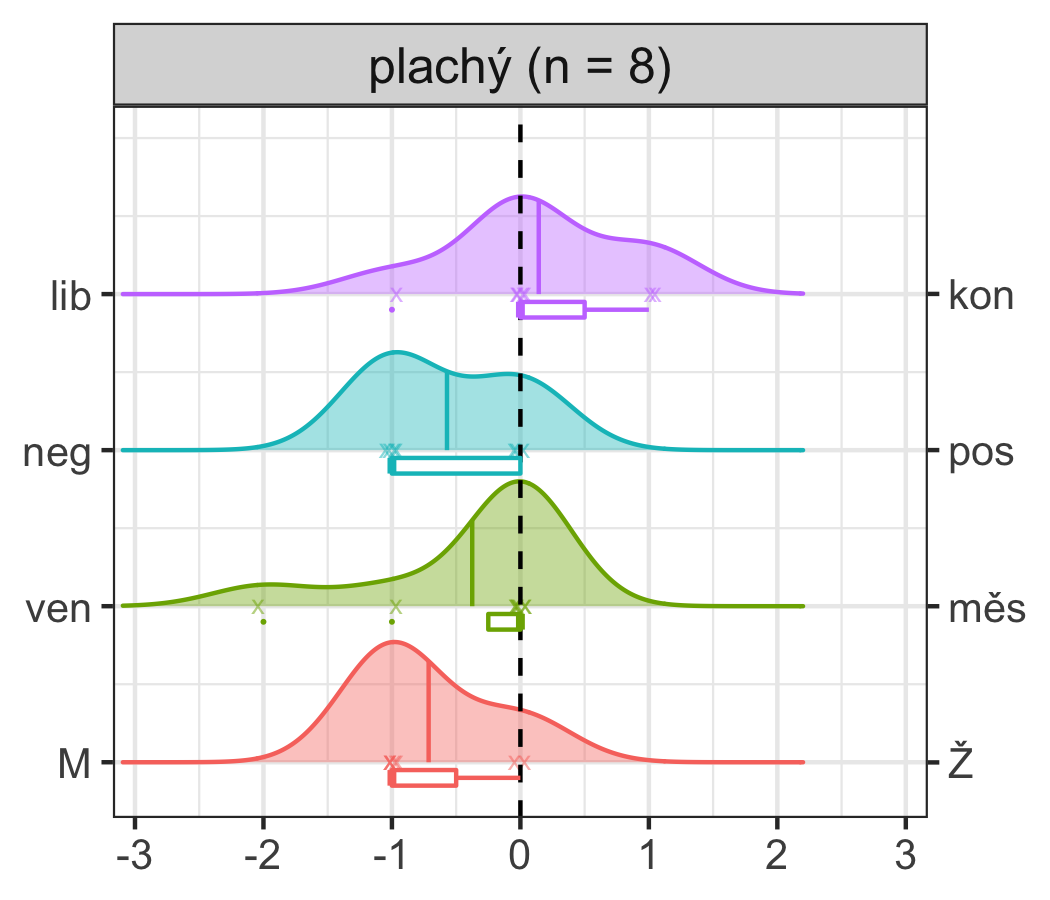 plachý (n = 8)
lib kon
neg pos
ven měs
M Ž
-3 -2 -1 0 1 2 3